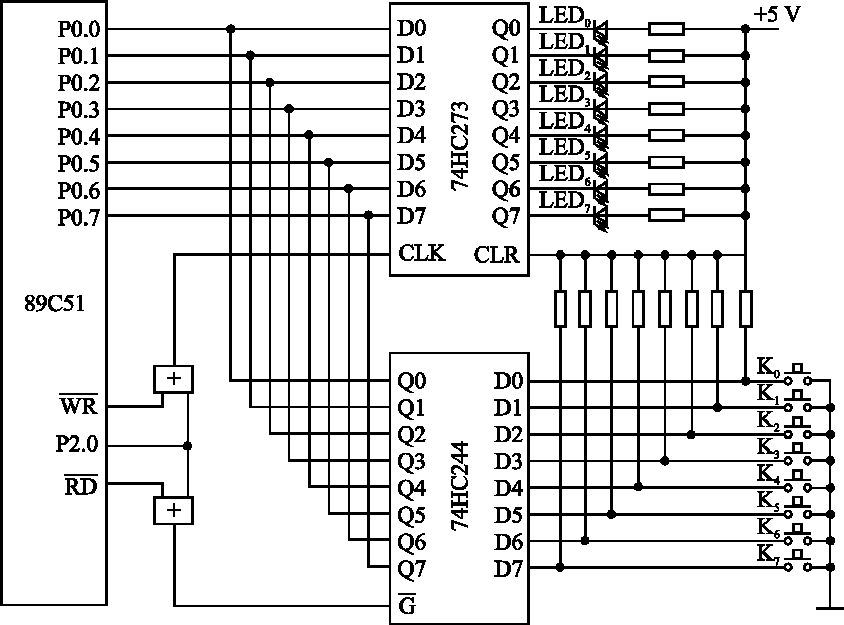 P0.0 D0 Q0 LED0 +5 V
P0.1 D1 Q1 LED1
P0.2 D2 Q2 LED2
P0.3 D3 Q3 LED3
P0.4 D4 Q4 LED4
P0.5 D5 Q5 LED5
P0.6 D6 Q6 LED6
P0.7 D7 Q7 LED7
74HC273
CLK CLR
89C51
+
W̅R̅
P2.0
R̅D̅
+
Q0 D0 K0
Q1 D1 K1
Q2 D2 K2
Q3 D3 K3
Q4 D4 K4
Q5 D5 K5
Q6 D6 K6
Q7 D7 K7
74HC244
G̅